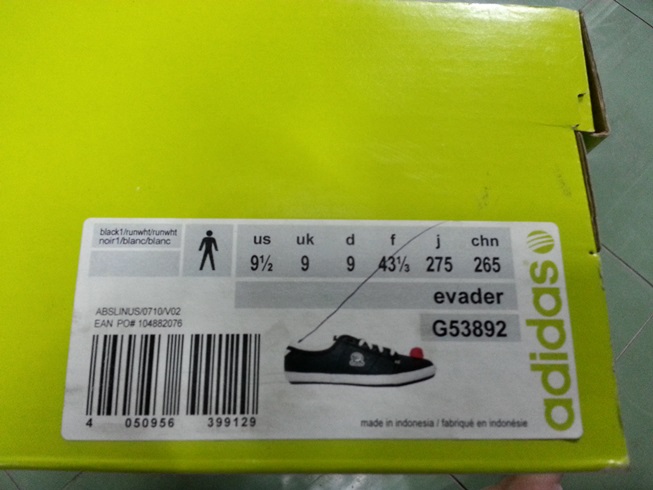 black1/runwht/runwht
noir1/blanc/blanc
us uk d f j chn
9½ 9 9 43⅓ 275 265
evader
G53892
ABSLINUS/0710/V02
EAN PO# 104882076
4 050956 399129
made in indonesia / fabriqué en indonésie
adidas